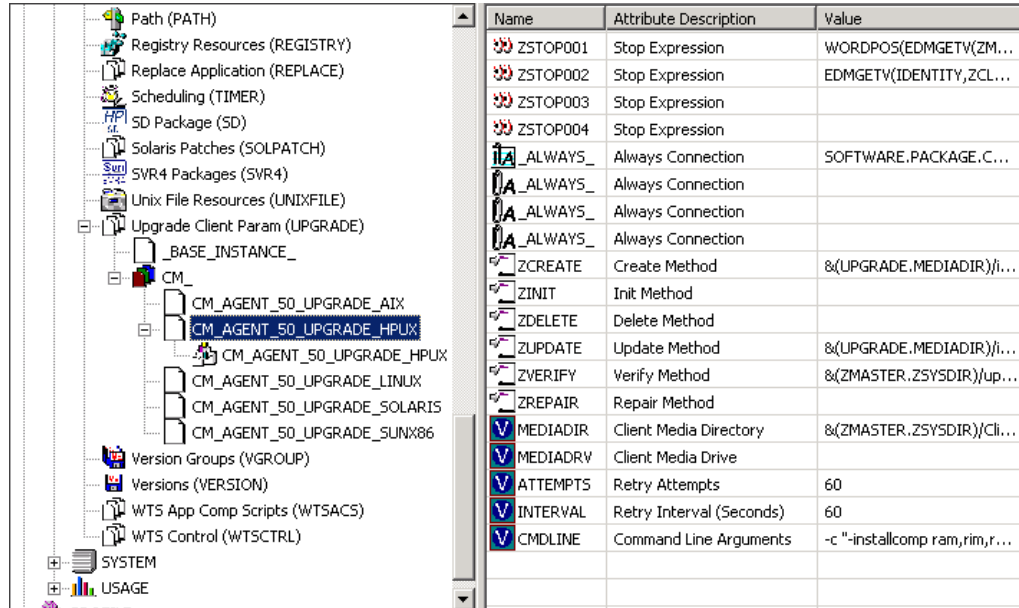 Path (PATH)
Registry Resources (REGISTRY)
Replace Application (REPLACE)
Scheduling (TIMER)
HP SD Package (SD)
Solaris Patches (SOLPATCH)
Sun SVR4 Packages (SVR4)
Unix File Resources (UNIXFILE)
Upgrade Client Param (UPGRADE)
_BASE_INSTANCE_
CM_
CM_AGENT_50_UPGRADE_AIX
CM_AGENT_50_UPGRADE_HPUX
CM_AGENT_50_UPGRADE_HPUX
CM_AGENT_50_UPGRADE_LINUX
CM_AGENT_50_UPGRADE_SOLARIS
CM_AGENT_50_UPGRADE_SUNX86
Version Groups (VGROUP)
Versions (VERSION)
WTS App Comp Scripts (WTSACS)
WTS Control (WTSCTRL)
SYSTEM
USAGE
Name Attribute Description Value
ZSTOP001 Stop Expression WORDPOS(EDMGETV(ZM...
ZSTOP002 Stop Expression EDMGETV(IDENTITY,ZCL...
ZSTOP003 Stop Expression
ZSTOP004 Stop Expression
_ALWAYS_ Always Connection SOFTWARE.PACKAGE.C...
_ALWAYS_ Always Connection
_ALWAYS_ Always Connection
_ALWAYS_ Always Connection
ZCREATE Create Method &(UPGRADE.MEDIADIR)/i...
ZINIT Init Method
ZDELETE Delete Method
ZUPDATE Update Method &(UPGRADE.MEDIADIR)/i...
ZVERIFY Verify Method &(ZMASTER.ZSYSDIR)/up...
ZREPAIR Repair Method
V MEDIADIR Client Media Directory &(ZMASTER.ZSYSDIR)/Cli...
V MEDIADRV Client Media Drive
V ATTEMPTS Retry Attempts 60
V INTERVAL Retry Interval (Seconds) 60
V CMDLINE Command Line Arguments -c "-installcomp ram,rim,r...